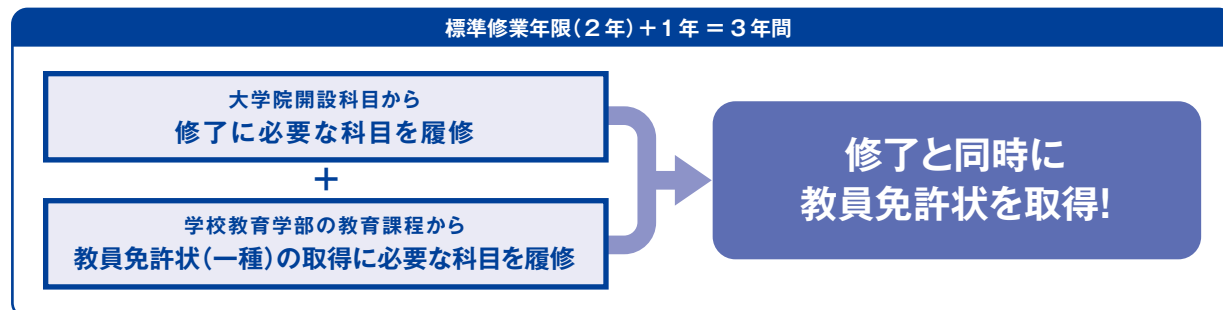 標準修業年限(2年)+1年=3年間
大学院開設科目から
修了に必要な科目を履修
+
学校教育学部の教育課程から
教員免許状(一種)の取得に必要な科目を履修
修了と同時に
教員免許状を取得!